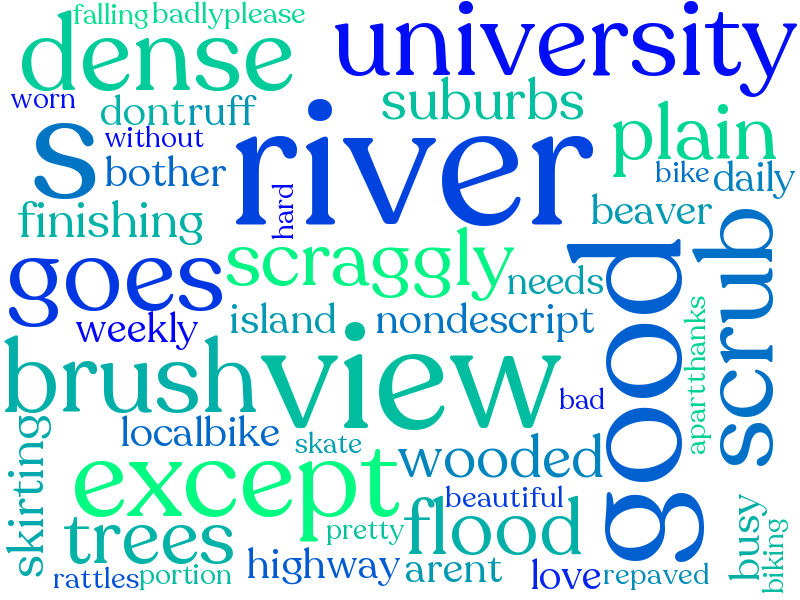 falling badlyplease
dense
university
worn
dontruff
suburbs
s
without
river
plain
bother
bike
daily
hard
finishing
beaver
good
scrub
goes
scraggly
needs
weekly
island
nondescript
apartthanks
brush
view
bad
localbike
skate
skirting
except
wooded
beautiful
trees
pretty
flood
busy
biking
rattles
portion
highway
arent
love
repaved